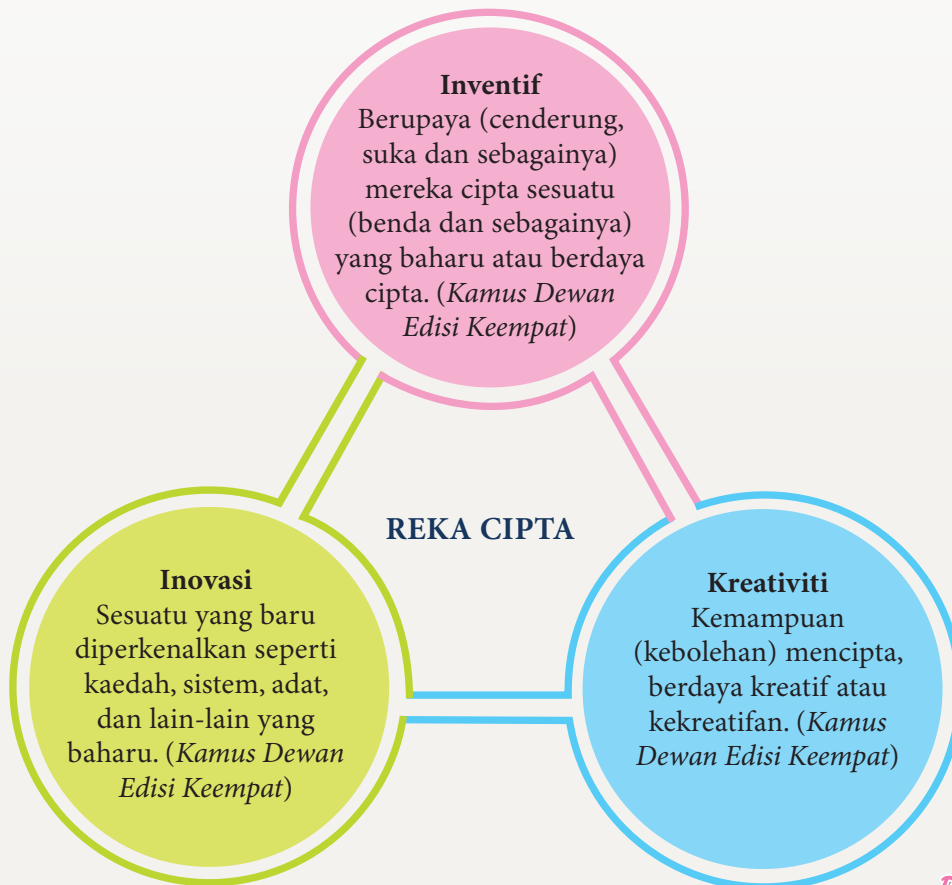 Inventif
Berupaya (cenderung,
suka dan sebagainya)
mereka cipta sesuatu
(benda dan sebagainya)
yang baharu atau berdaya
cipta. (Kamus Dewan
Edisi Keempat)
REKA CIPTA
Inovasi
Sesuatu yang baru
diperkenalkan seperti
kaedah, sistem, adat,
dan lain-lain yang
baharu. (Kamus Dewan
Edisi Keempat)
Kreativiti
Kemampuan
(kebolehan) mencipta,
berdaya kreatif atau
kekreatifan. (Kamus
Dewan Edisi Keempat)